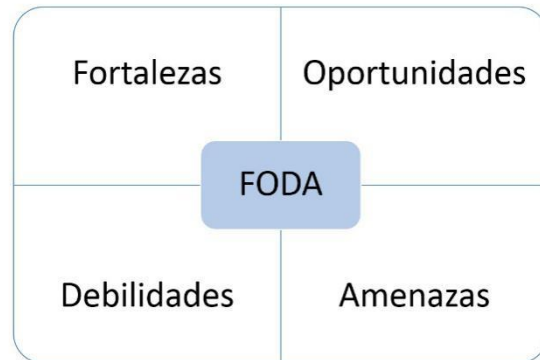 Fortalezas
Oportunidades
FODA
Debilidades
Amenazas